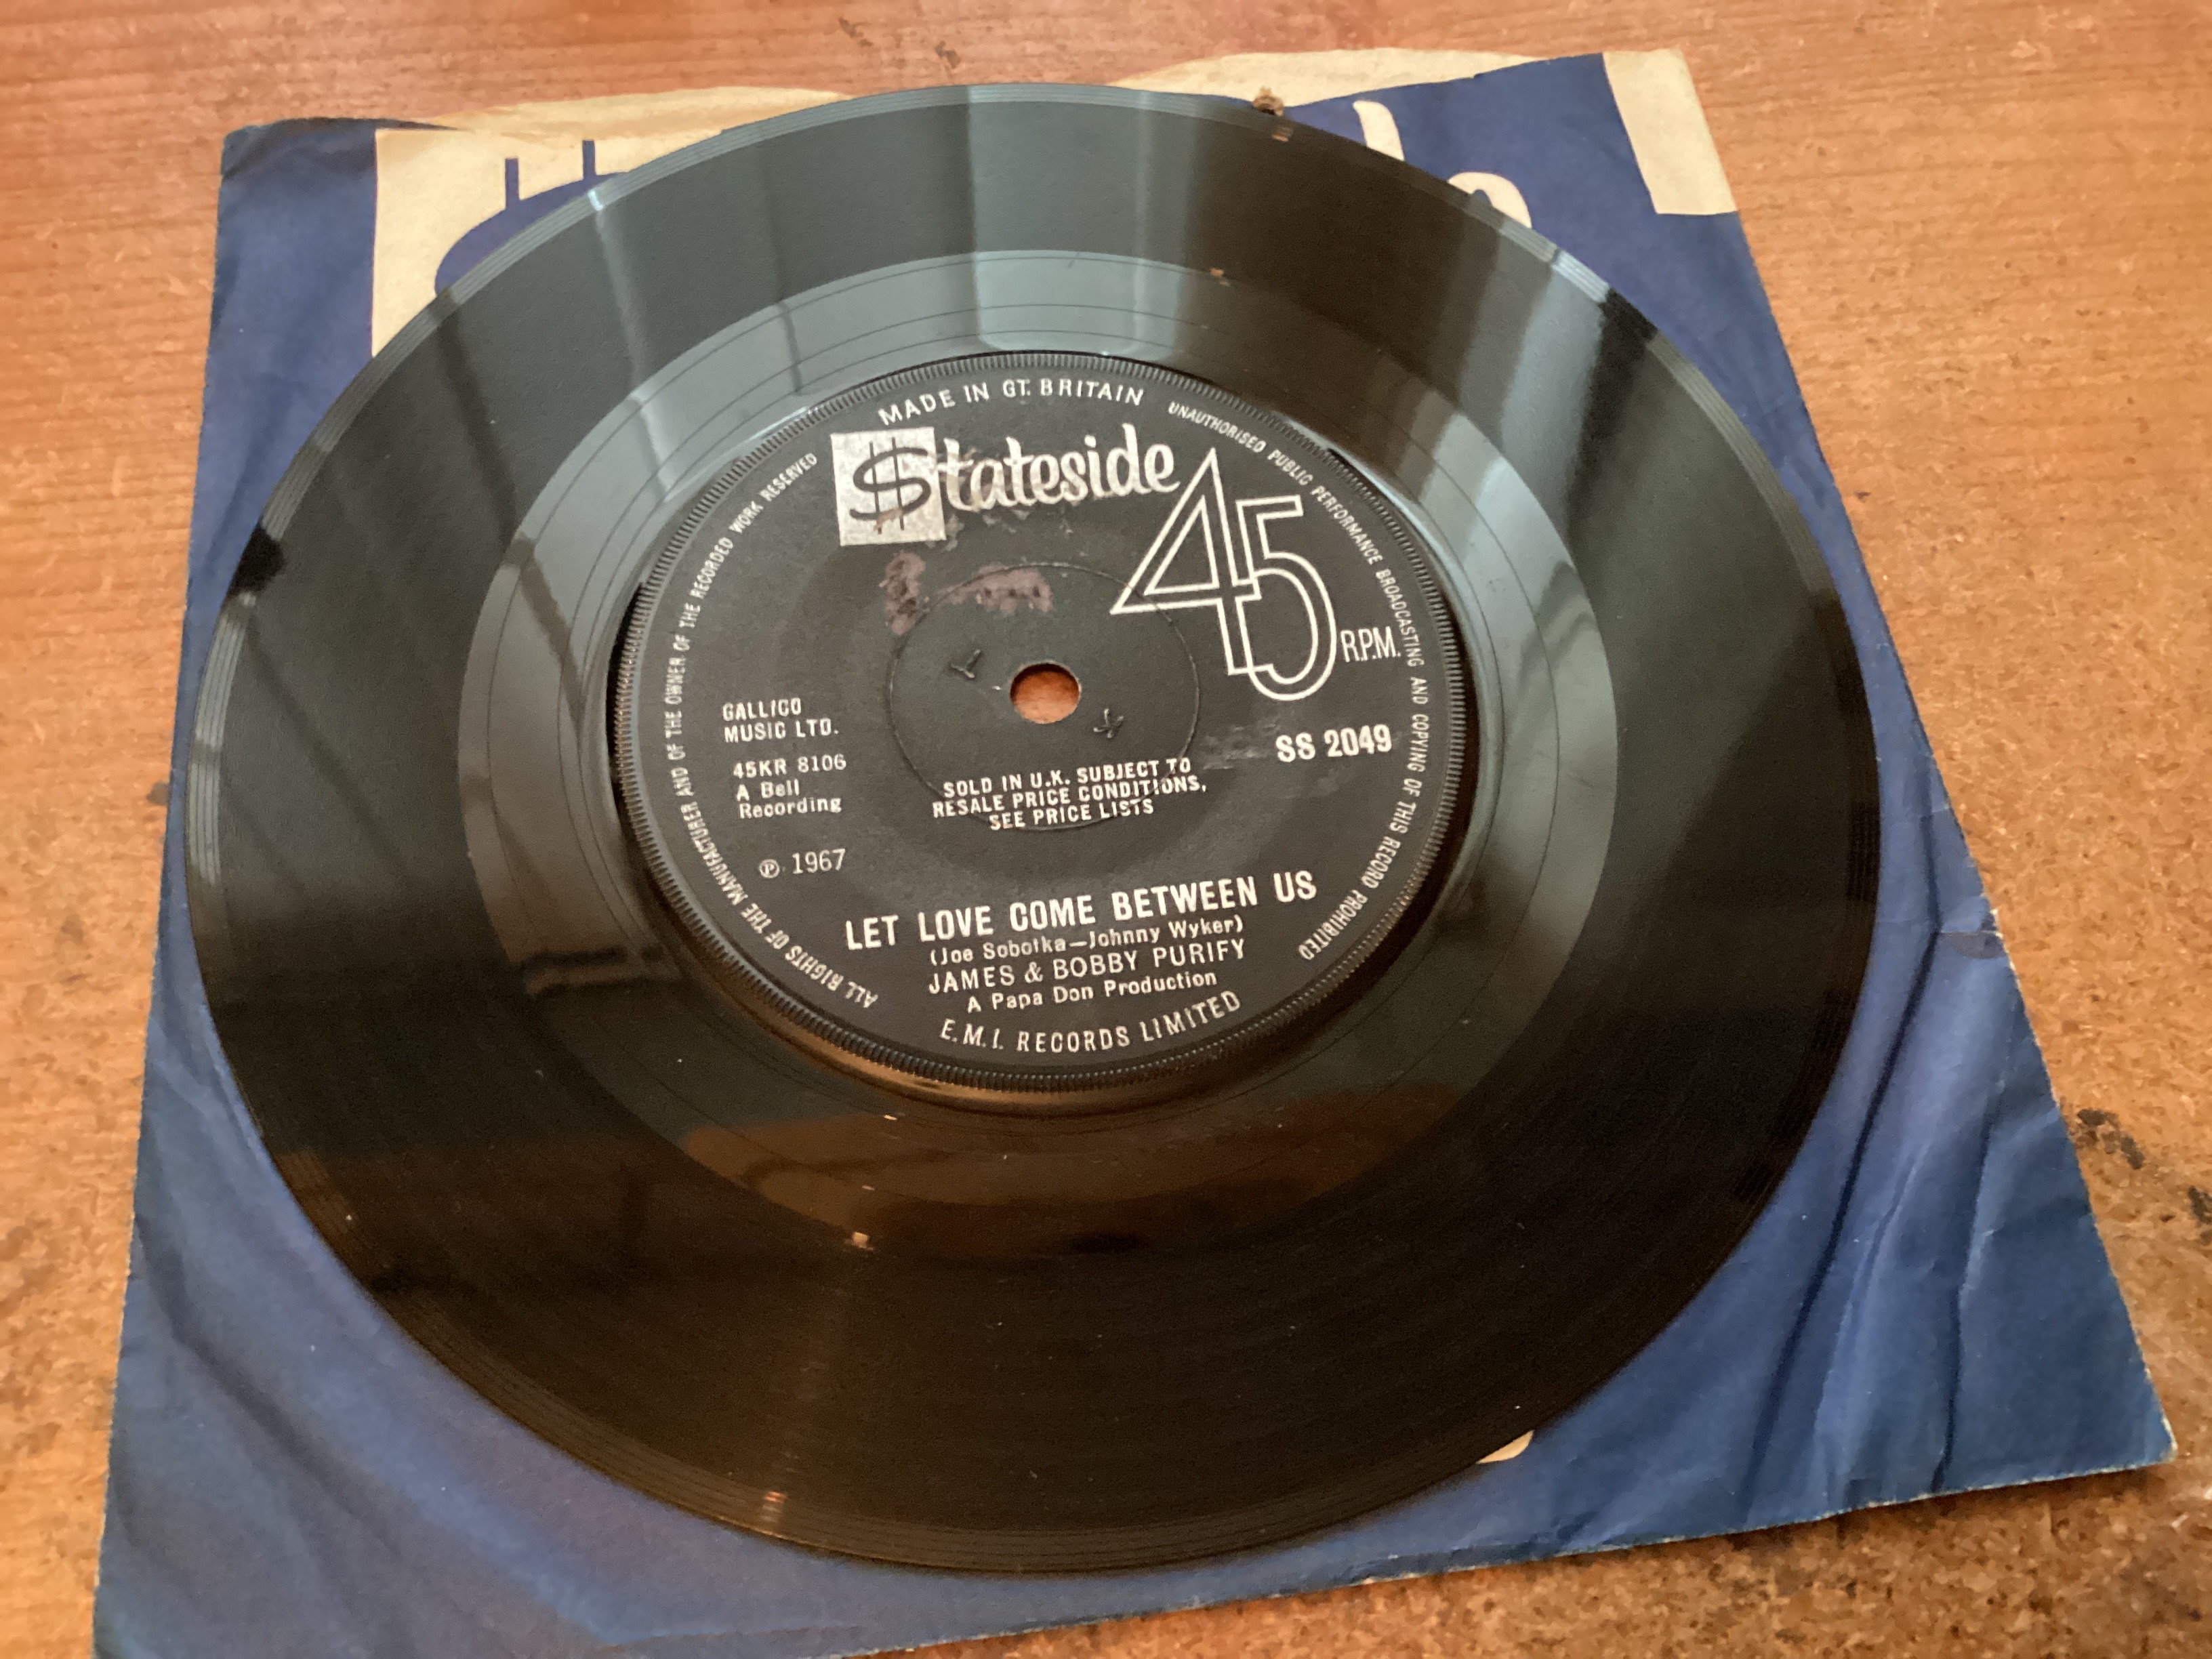 MADE IN GT. BRITAIN
UNAUTHORISED PUBLIC PERFORMANCE BROADCASTING AND COPYING OF THIS RECORD PROHIBITED
ALL RIGHTS OF THE MANUFACTURER AND OF THE OWNER OF THE RECORDED WORK RESERVED
$tateside
45
R.P.M.
GALLICO
MUSIC LTD.
45KR 8106
A Bell
Recording
℗ 1967
SS 2049
SOLD IN U.K. SUBJECT TO
RESALE PRICE CONDITIONS,
SEE PRICE LISTS
LET LOVE COME BETWEEN US
(Joe Sobotka—Johnny Wyker)
JAMES & BOBBY PURIFY
A Papa Don Production
E.M.I. RECORDS LIMITED